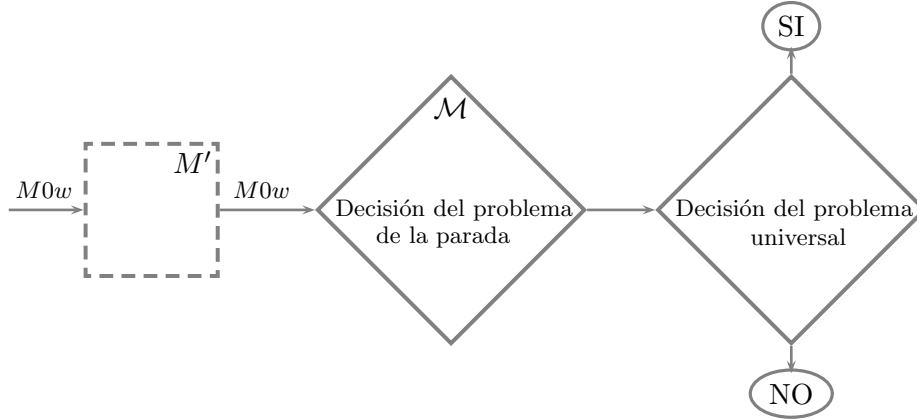 SI
M
M′
M0w
M0w
Decisión del problema
de la parada
Decisión del problema
universal
NO